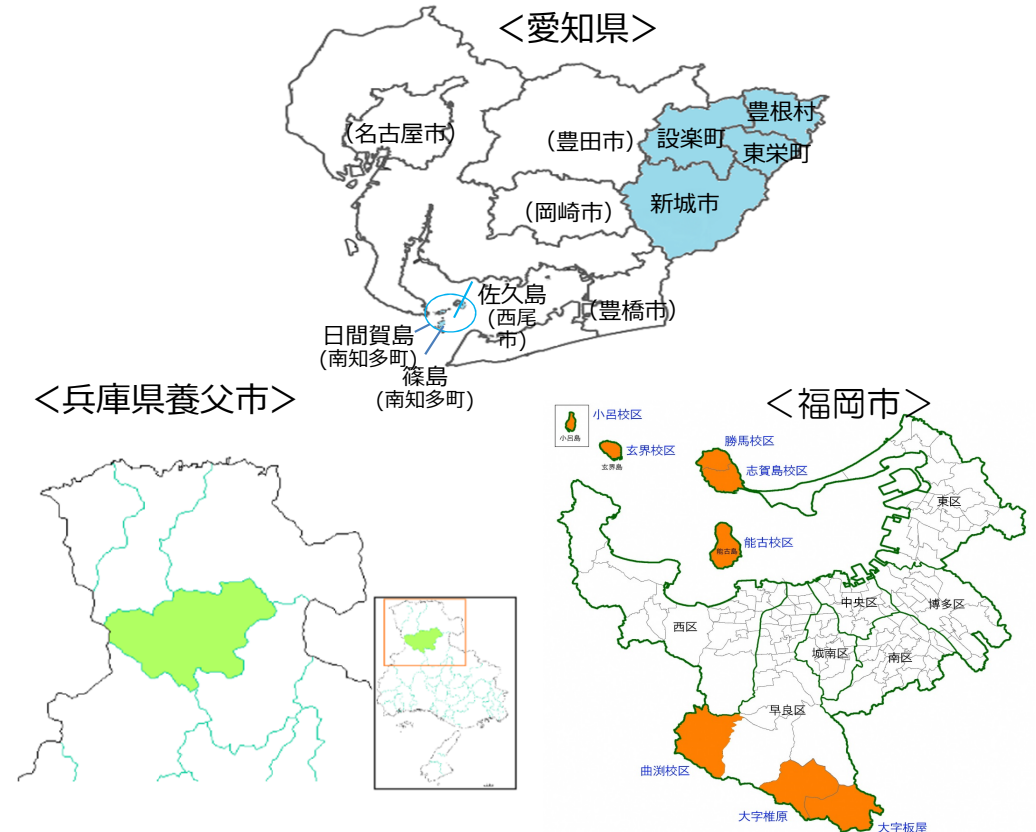 ＜愛知県＞
豊根村
(名古屋市)
(豊田市)
設楽町
東栄町
新城市
(岡崎市)
佐久島
(西尾
市)
(豊橋市)
日間賀島
(南知多町)
篠島
(南知多町)
＜兵庫県養父市＞
＜福岡市＞
小呂校区
小呂島
玄界校区
玄界島
勝馬校区
志賀島校区
東区
能古校区
能古島
中央区
博多区
西区
城南区
南区
早良区
曲渕校区
大字椎原
大字板屋